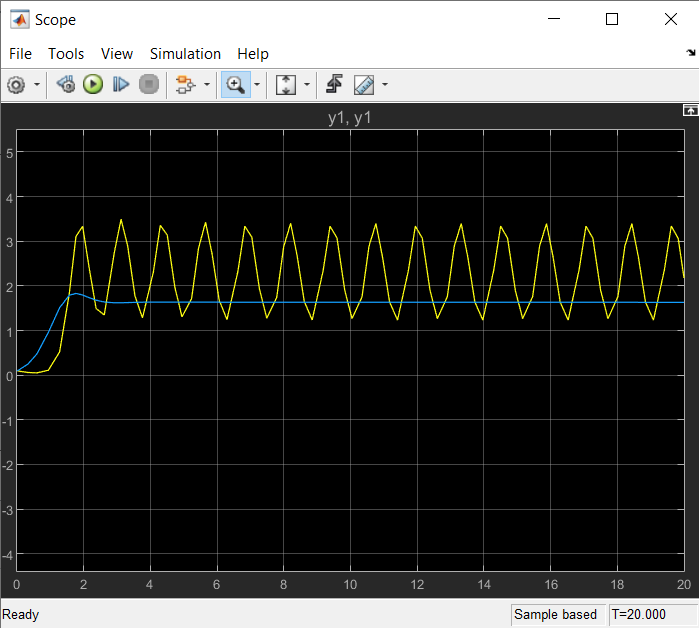 Scope
File Tools View Simulation Help
y1, y1
5
4
3
2
1
0
-1
-2
-3
-4
0 2 4 6 8 10 12 14 16 18 20
Ready Sample based T=20.000